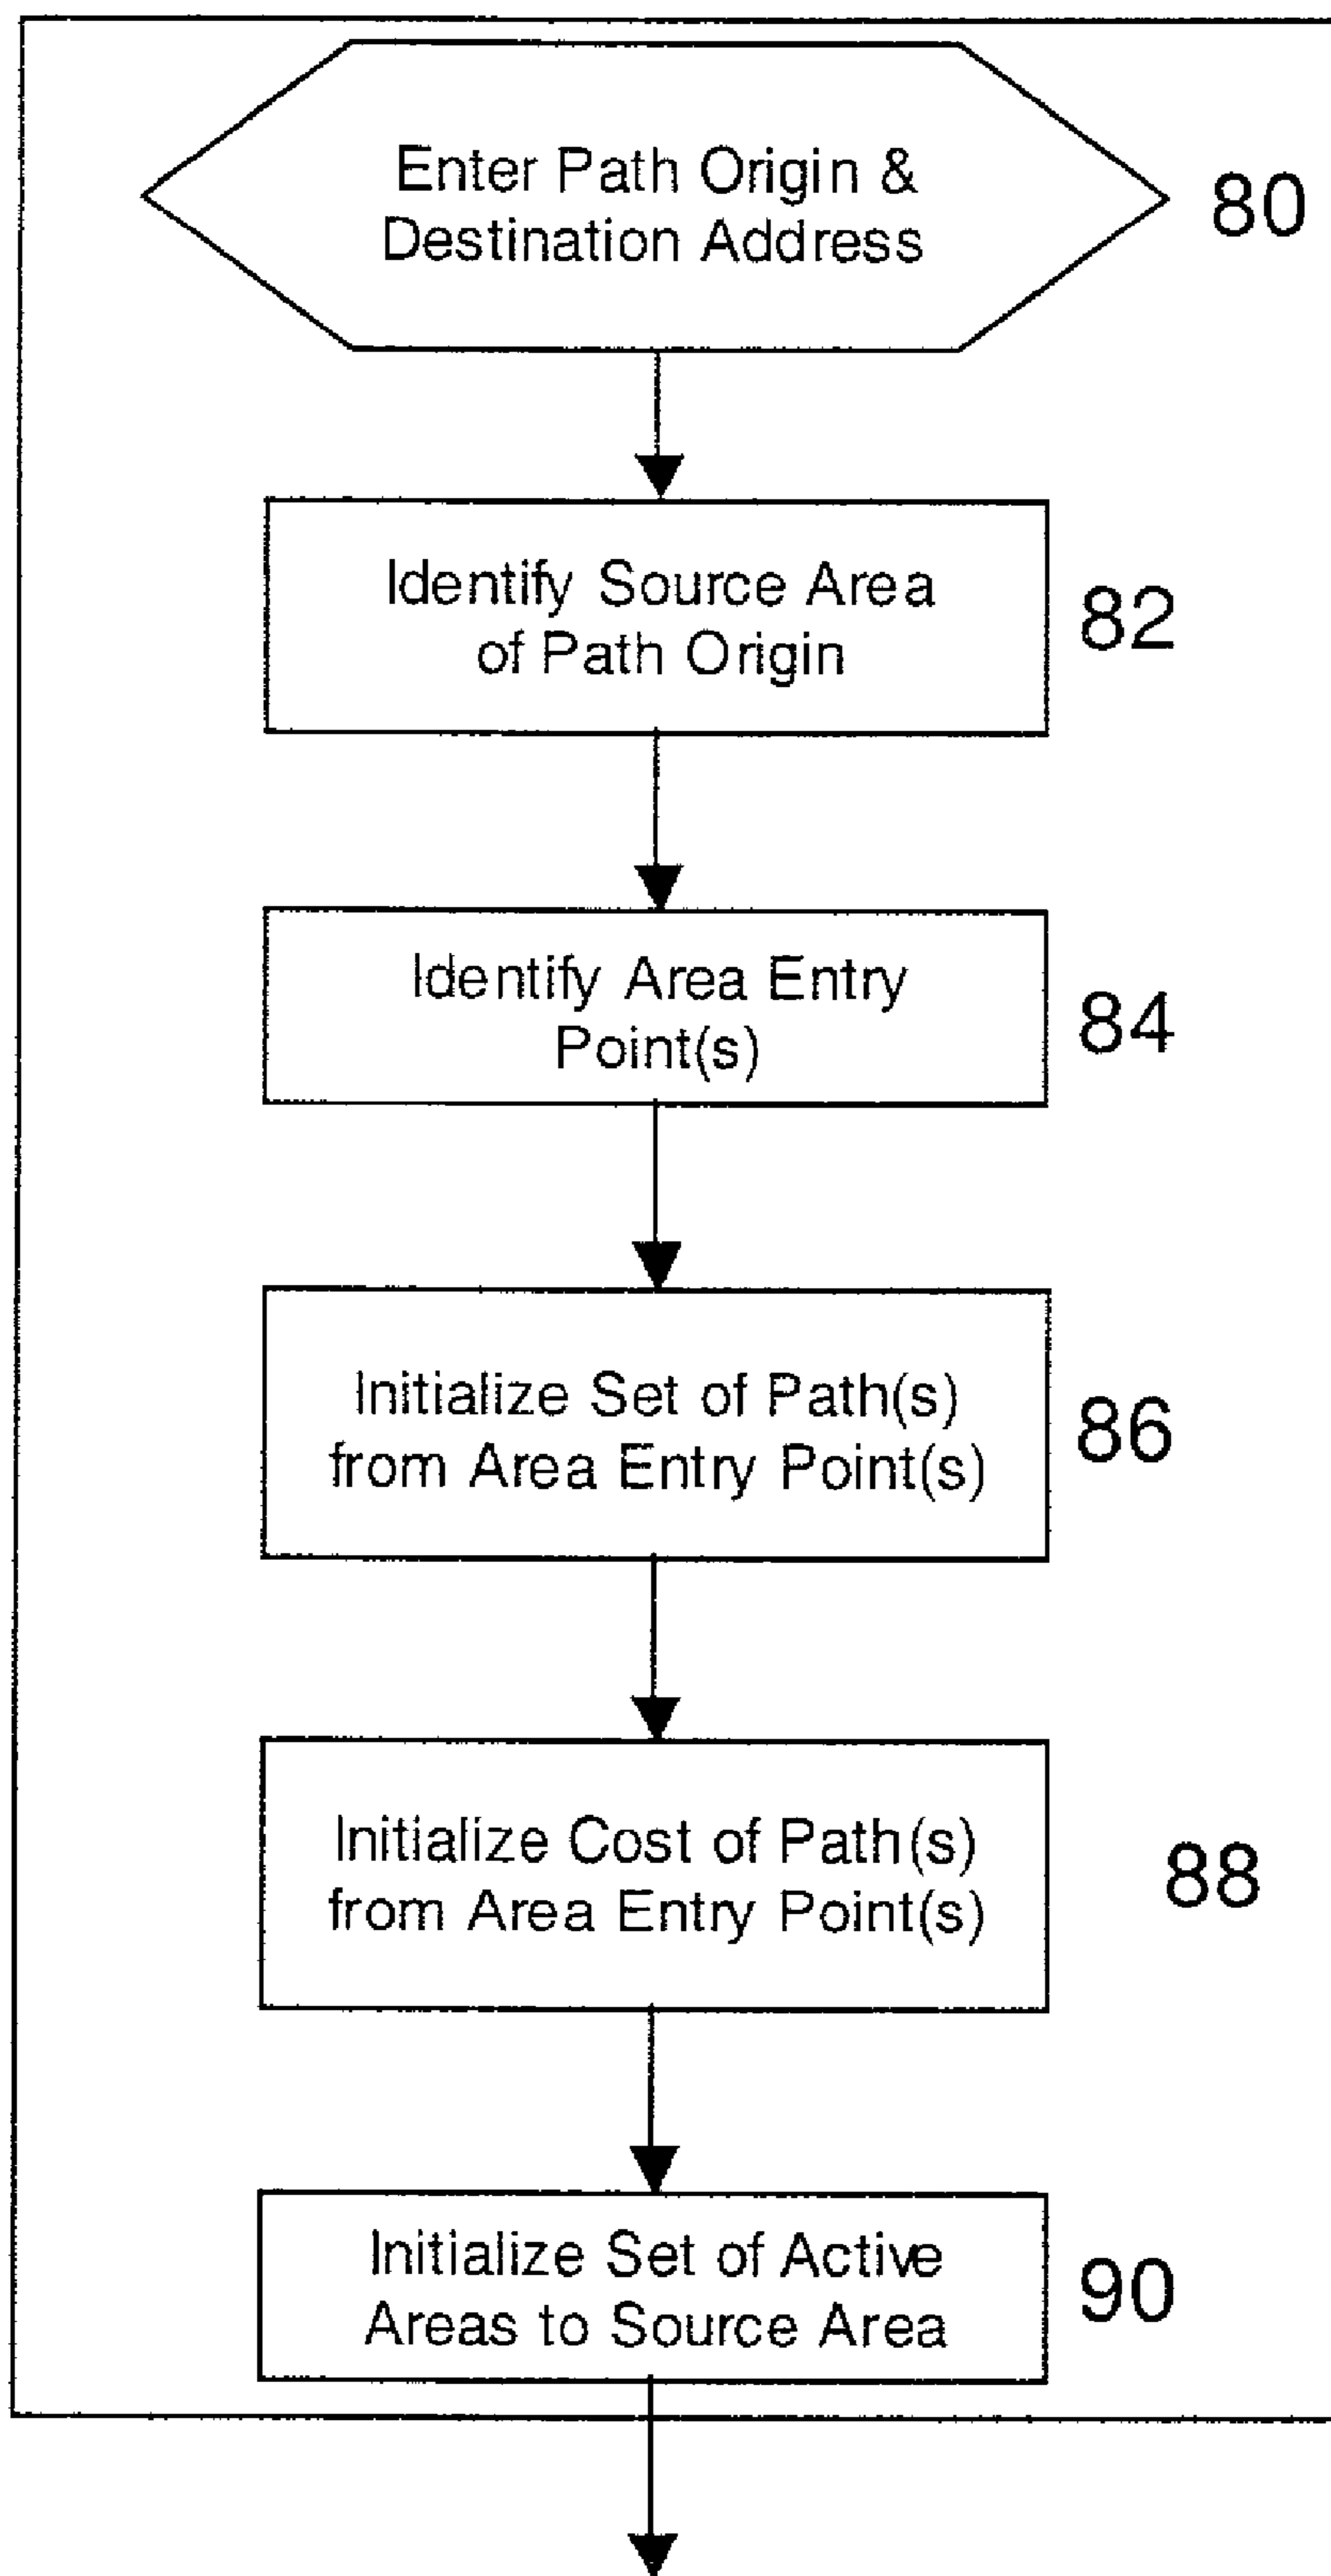 Enter Path Origin &
Destination Address
80
Identify Source Area
of Path Origin
82
Identify Area Entry
Point(s)
84
Initialize Set of Path(s)
from Area Entry Point(s)
86
Initialize Cost of Path(s)
from Area Entry Point(s)
88
Initialize Set of Active
Areas to Source Area
90